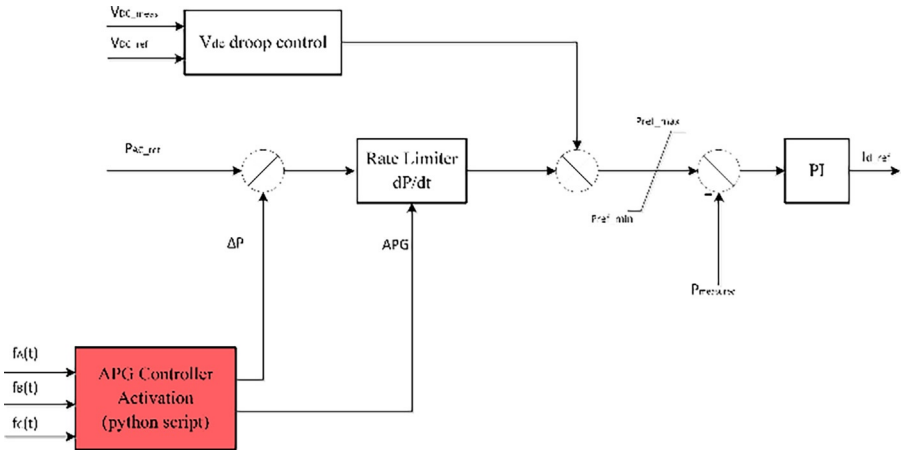 VDC_meas
VDC_ref
Vdc droop control
PAC_ref
Rate Limiter
dP/dt
Pref_max
Pref_min
PI
Id_ref
ΔP
APG
Pmeasured
fA(t)
fB(t)
fC(t)
APG Controller
Activation
(python script)